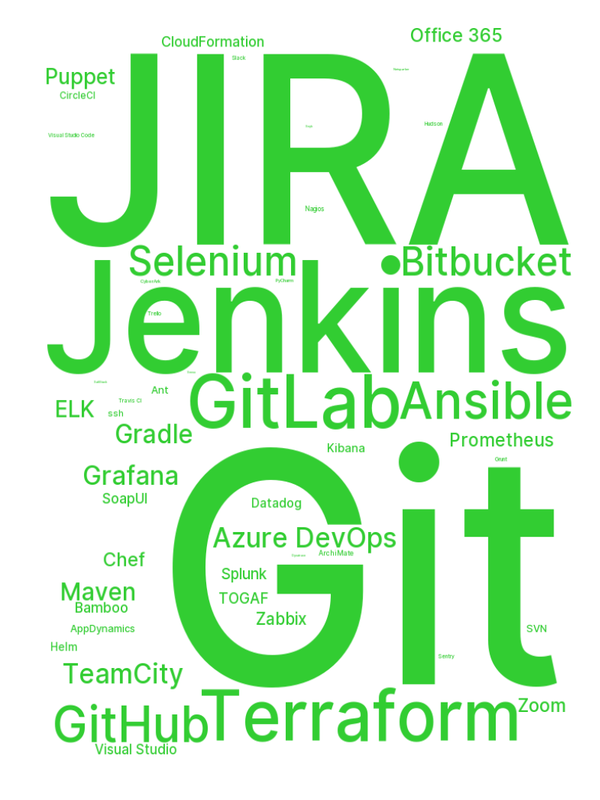 Office 365
CloudFormation
Slack
Puppet
CircleCI
JIRA
Hudson
Visual Studio Code
Nagios
Selenium
Bitbucket
PyCharm
Jenkins
Trello
GitLab
Ansible
Ant
Travis CI
ELK
ssh
Gradle
Prometheus
Kibana
Grafana
SoapUI
Git
Datadog
Azure DevOps
ArchiMate
Chef
Splunk
Maven
TOGAF
Bamboo
Zabbix
AppDynamics
SVN
Helm
Sentry
TeamCity
Terraform
Zoom
GitHub
Visual Studio